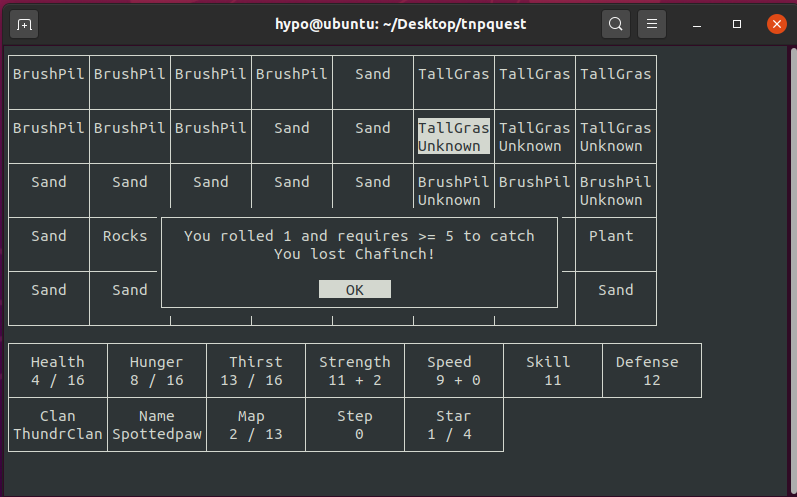 hypo@ubuntu: ~/Desktop/tnpquest
BrushPil BrushPil BrushPil BrushPil Sand TallGras TallGras TallGras
BrushPil BrushPil BrushPil Sand Sand TallGras TallGras TallGras
Unknown Unknown Unknown
Sand Sand Sand Sand Sand BrushPil BrushPil BrushPil
Unknown Unknown
Sand Rocks Plant
You rolled 1 and requires >= 5 to catch
You lost Chafinch!
Sand Sand Sand
OK
Health Hunger Thirst Strength Speed Skill Defense
4 / 16 8 / 16 13 / 16 11 + 2 9 + 0 11 12
Clan Name Map Step Star
ThundrClan Spottedpaw 2 / 13 0 1 / 4